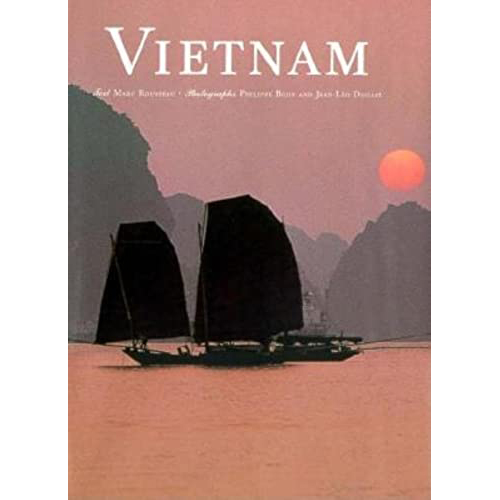 VIETNAM
Text MARC ROUSSEAU • Photographs PHILIPPE BODY AND JEAN-LÉO DUGAST